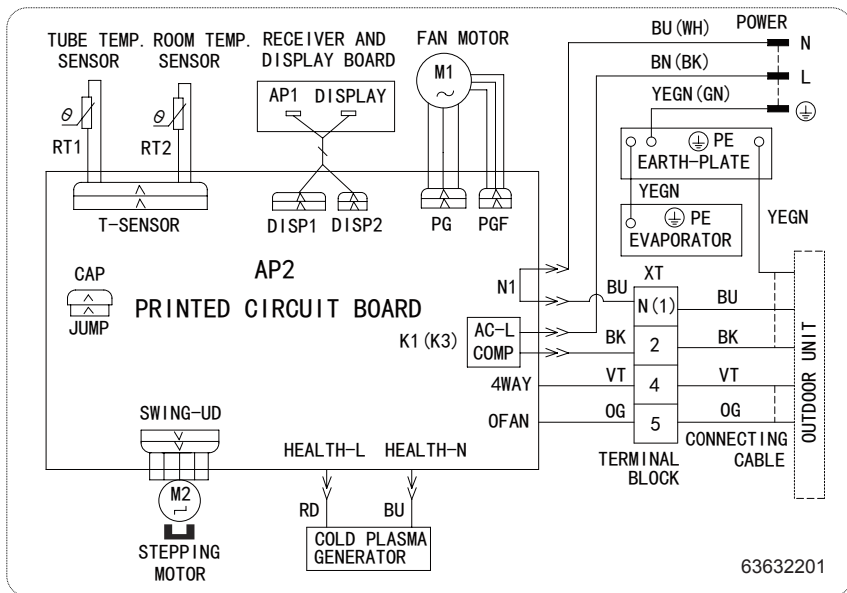 TUBE TEMP. ROOM TEMP. RECEIVER AND
SENSOR SENSOR DISPLAY BOARD
FAN MOTOR
POWER
BU(WH)
N
BN(BK)
L
YEGN(GN)
M1
~
AP1 DISPLAY
θ
RT1
θ
RT2
PE
EARTH-PLATE
T-SENSOR
DISP1 DISP2
PG PGF
YEGN
PE
EVAPORATOR
YEGN
AP2
PRINTED CIRCUIT BOARD
CAP
JUMP
N1
BU
XT
N(1)
BU
K1(K3)
AC-L
COMP
BK
2
BK
4WAY
VT
4
VT
OFAN
OG
5
OG
OUTDOOR UNIT
TERMINAL
BLOCK
CONNECTING
CABLE
SWING-UD
M2
STEPPING
MOTOR
HEALTH-L HEALTH-N
RD BU
COLD PLASMA
GENERATOR
63632201